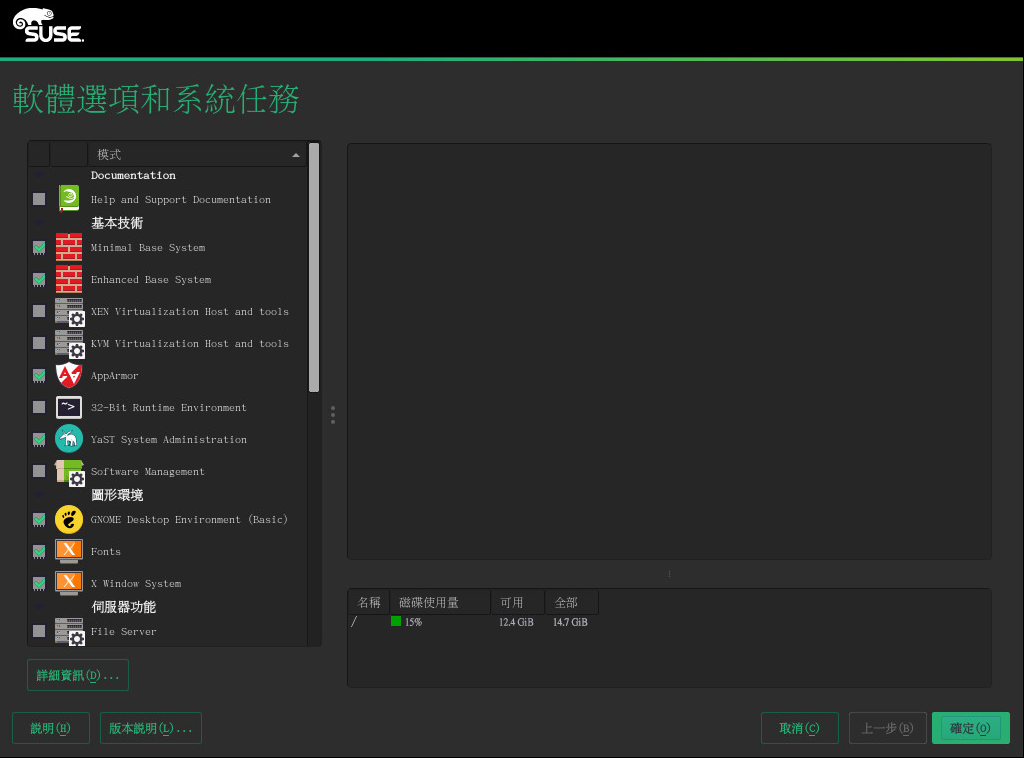 SUSE
軟體選項和系統任務
模式
Documentation
Help and Support Documentation
基本技術
Minimal Base System
Enhanced Base System
XEN Virtualization Host and tools
KVM Virtualization Host and tools
AppArmor
32-Bit Runtime Environment
YaST System Administration
Software Management
圖形環境
GNOME Desktop Environment (Basic)
Fonts
X Window System
伺服器功能
File Server
名稱 磁碟使用量 可用 全部
/ 15% 12.4 GiB 14.7 GiB
詳細資訊(D)...
說明(H) 版本說明(L)... 取消(C) 上一步(B) 確定(O)